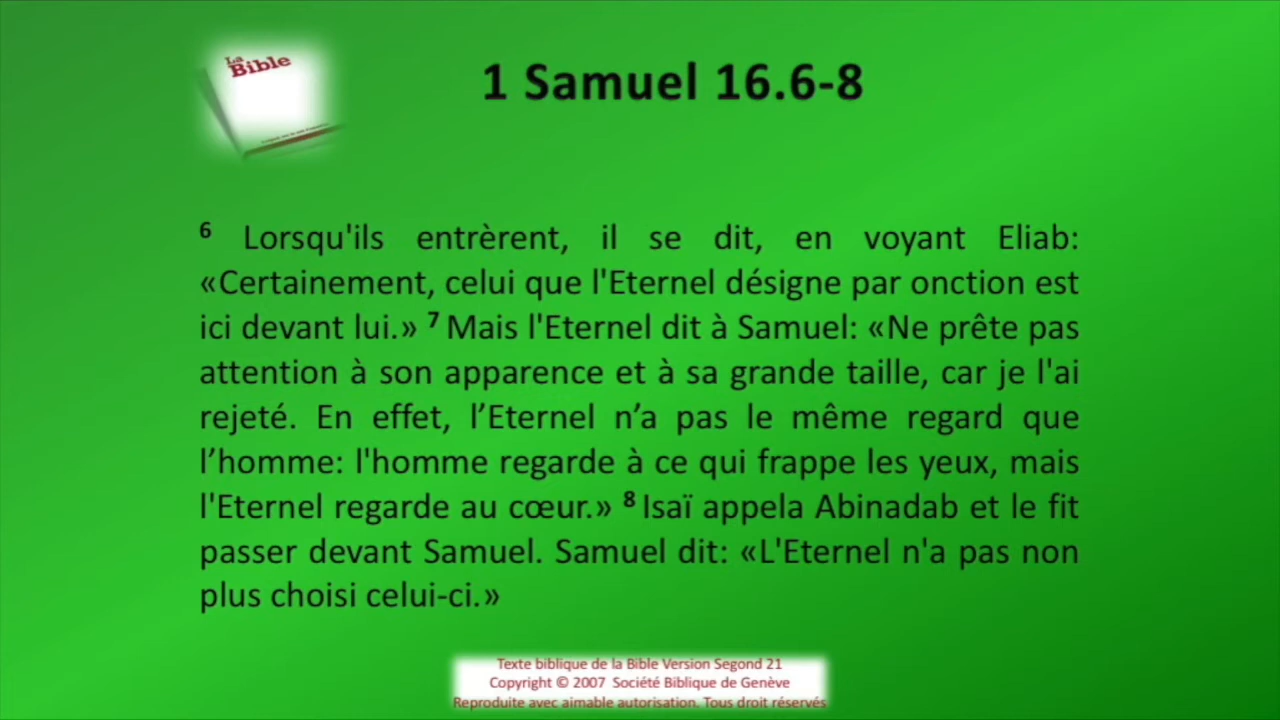 La
Bible
1 Samuel 16.6-8
6 Lorsqu'ils entrèrent, il se dit, en voyant Eliab:
«Certainement, celui que l'Eternel désigne par onction est
ici devant lui.» 7 Mais l'Eternel dit à Samuel: «Ne prête pas
attention à son apparence et à sa grande taille, car je l'ai
rejeté. En effet, l’Eternel n’a pas le même regard que
l’homme: l'homme regarde à ce qui frappe les yeux, mais
l'Eternel regarde au cœur.» 8 Isaï appela Abinadab et le fit
passer devant Samuel. Samuel dit: «L'Eternel n'a pas non
plus choisi celui-ci.»
Texte biblique de la Bible Version Segond 21
Copyright © 2007 Société Biblique de Genève
Reproduite avec aimable autorisation. Tous droit réservés